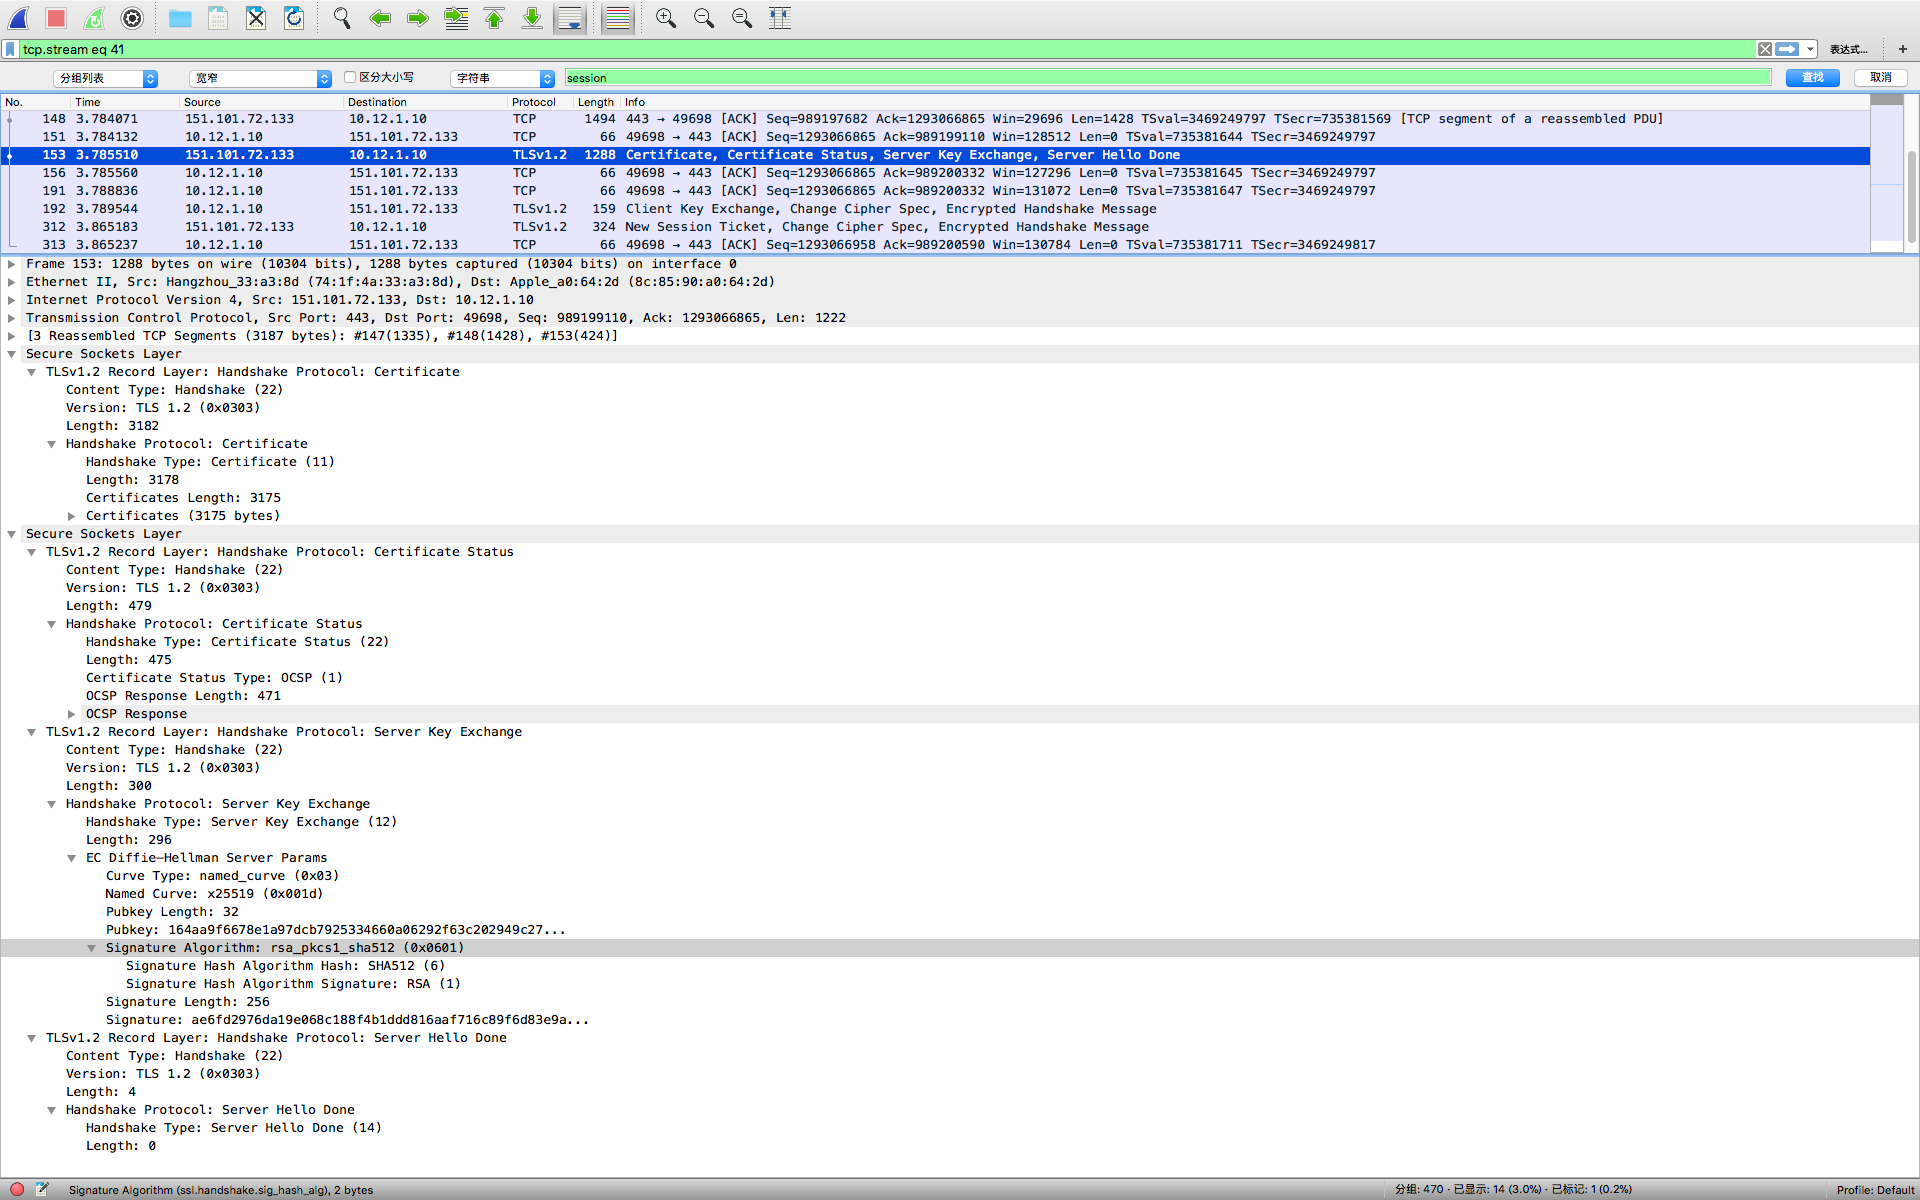 tcp.stream eq 41 表达式… +
分组列表 宽窄 区分大小写 字符串 session 查找 取消
No. Time Source Destination Protocol Length Info
148 3.784071 151.101.72.133 10.12.1.10 TCP 1494 443 → 49698 [ACK] Seq=989197682 Ack=1293066865 Win=29696 Len=1428 TSval=3469249797 TSecr=735381569 [TCP segment of a reassembled PDU]
151 3.784132 10.12.1.10 151.101.72.133 TCP 66 49698 → 443 [ACK] Seq=1293066865 Ack=989199110 Win=128512 Len=0 TSval=735381644 TSecr=3469249797
153 3.785510 151.101.72.133 10.12.1.10 TLSv1.2 1288 Certificate, Certificate Status, Server Key Exchange, Server Hello Done
156 3.785560 10.12.1.10 151.101.72.133 TCP 66 49698 → 443 [ACK] Seq=1293066865 Ack=989200332 Win=127296 Len=0 TSval=735381645 TSecr=3469249797
191 3.788836 10.12.1.10 151.101.72.133 TCP 66 49698 → 443 [ACK] Seq=1293066865 Ack=989200332 Win=131072 Len=0 TSval=735381647 TSecr=3469249797
192 3.789544 10.12.1.10 151.101.72.133 TLSv1.2 159 Client Key Exchange, Change Cipher Spec, Encrypted Handshake Message
312 3.865183 151.101.72.133 10.12.1.10 TLSv1.2 324 New Session Ticket, Change Cipher Spec, Encrypted Handshake Message
313 3.865237 10.12.1.10 151.101.72.133 TCP 66 49698 → 443 [ACK] Seq=1293066958 Ack=989200590 Win=130784 Len=0 TSval=735381711 TSecr=3469249817
Frame 153: 1288 bytes on wire (10304 bits), 1288 bytes captured (10304 bits) on interface 0
Ethernet II, Src: Hangzhou_33:a3:8d (74:1f:4a:33:a3:8d), Dst: Apple_a0:64:2d (8c:85:90:a0:64:2d)
Internet Protocol Version 4, Src: 151.101.72.133, Dst: 10.12.1.10
Transmission Control Protocol, Src Port: 443, Dst Port: 49698, Seq: 989199110, Ack: 1293066865, Len: 1222
[3 Reassembled TCP Segments (3187 bytes): #147(1335), #148(1428), #153(424)]
Secure Sockets Layer
TLSv1.2 Record Layer: Handshake Protocol: Certificate
Content Type: Handshake (22)
Version: TLS 1.2 (0x0303)
Length: 3182
Handshake Protocol: Certificate
Handshake Type: Certificate (11)
Length: 3178
Certificates Length: 3175
Certificates (3175 bytes)
Secure Sockets Layer
TLSv1.2 Record Layer: Handshake Protocol: Certificate Status
Content Type: Handshake (22)
Version: TLS 1.2 (0x0303)
Length: 479
Handshake Protocol: Certificate Status
Handshake Type: Certificate Status (22)
Length: 475
Certificate Status Type: OCSP (1)
OCSP Response Length: 471
OCSP Response
TLSv1.2 Record Layer: Handshake Protocol: Server Key Exchange
Content Type: Handshake (22)
Version: TLS 1.2 (0x0303)
Length: 300
Handshake Protocol: Server Key Exchange
Handshake Type: Server Key Exchange (12)
Length: 296
EC Diffie-Hellman Server Params
Curve Type: named_curve (0x03)
Named Curve: x25519 (0x001d)
Pubkey Length: 32
Pubkey: 164aa9f6678e1a97dcb7925334660a06292f63c202949c27...
Signature Algorithm: rsa_pkcs1_sha512 (0x0601)
Signature Hash Algorithm Hash: SHA512 (6)
Signature Hash Algorithm Signature: RSA (1)
Signature Length: 256
Signature: ae6fd2976da19e068c188f4b1ddd816aaf716c89f6d83e9a...
TLSv1.2 Record Layer: Handshake Protocol: Server Hello Done
Content Type: Handshake (22)
Version: TLS 1.2 (0x0303)
Length: 4
Handshake Protocol: Server Hello Done
Handshake Type: Server Hello Done (14)
Length: 0
Signature Algorithm (ssl.handshake.sig_hash_alg), 2 bytes 分组: 470 · 已显示: 14 (3.0%) · 已标记: 1 (0.2%) Profile: Default